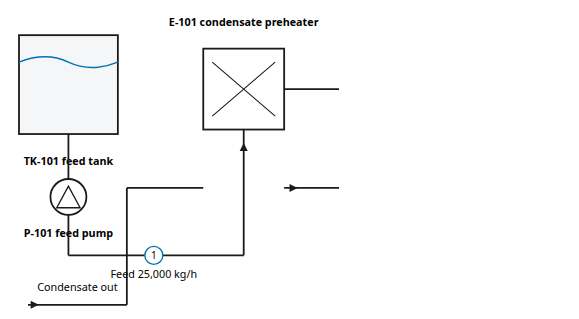 E-101 condensate preheater
TK-101 feed tank
P-101 feed pump
1
Feed 25,000 kg/h
Condensate out